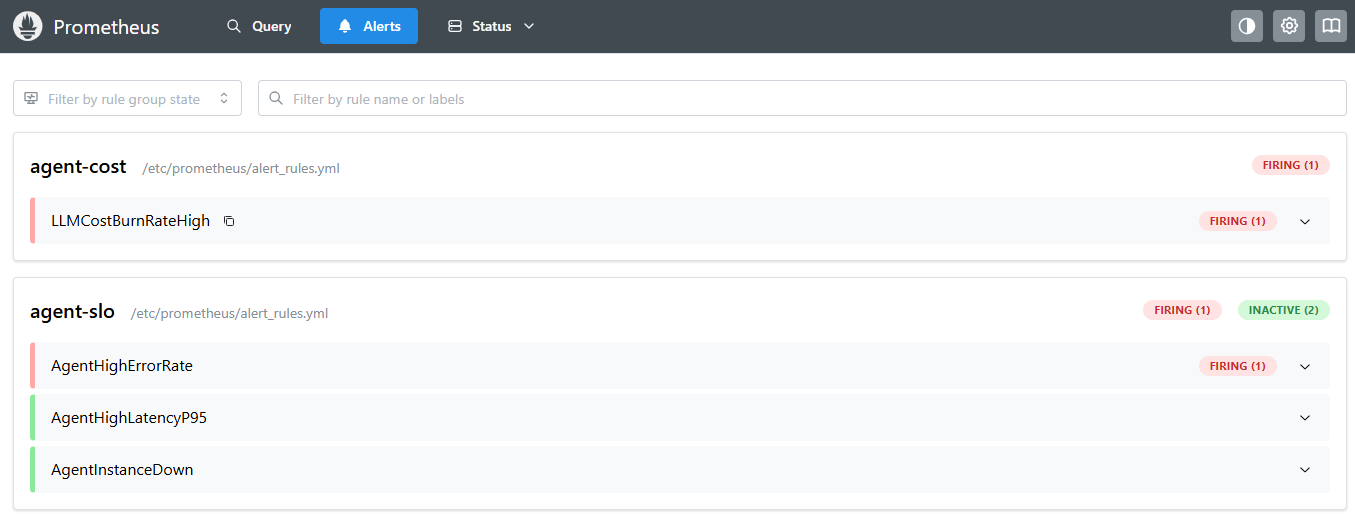 Prometheus Query Alerts Status
Filter by rule group state Filter by rule name or labels
agent-cost /etc/prometheus/alert_rules.yml FIRING (1)
LLMCostBurnRateHigh FIRING (1)
agent-slo /etc/prometheus/alert_rules.yml FIRING (1) INACTIVE (2)
AgentHighErrorRate FIRING (1)
AgentHighLatencyP95
AgentInstanceDown